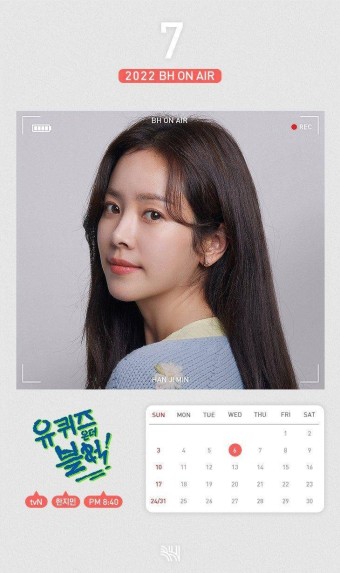 7
2022 BH ON AIR
BH ON AIR
REC
HAN JI MIN
유퀴즈
온더
블럭!
tvN 한지민 PM 8:40
SUN MON TUE WED THU FRI SAT
1 2
3 4 5 6 7 8 9
10 11 12 13 14 15 16
17 18 19 20 21 22 23
24/31 25 26 27 28 29 30